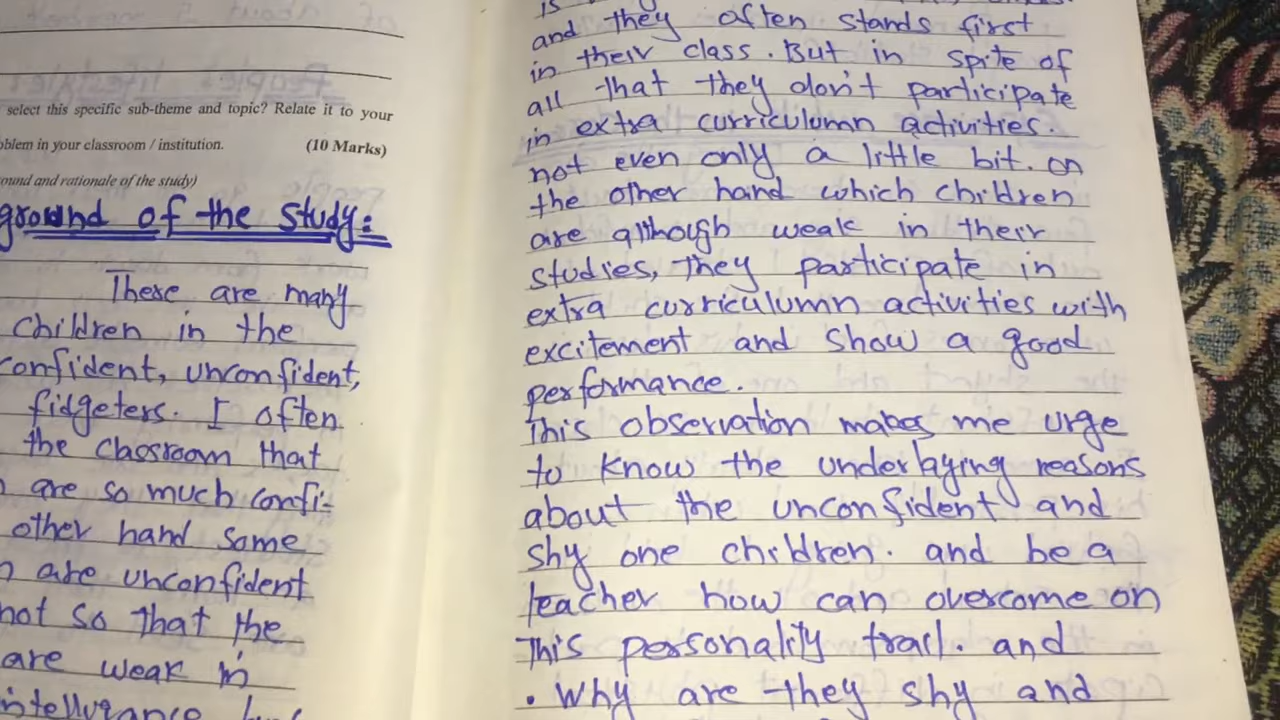 select this specific sub-theme and topic? Relate it to your
problem in your classroom / institution. (10 Marks)
ound and rationale of the study)
ground of the study:
These are many
children in the
confident, unconfident,
fidgeters. I often
the chosroom that
are so much confi-
other hand some
are unconfident
not so that the
are weak in
and they often stands first
in their class. But in spite of
all that they don't participate
in extra curriculumn activities.
not even only a little bit. on
the other hand which children
are although weak in their
studies, They participate in
extra curriculumn activities with
excitement and show a good
performance.
This observation makes me urge
to know the underlaying reasons
about the unconfident and
shy one children. and be a
teacher how can overcome on
This personality trait. and
. Why are they shy and